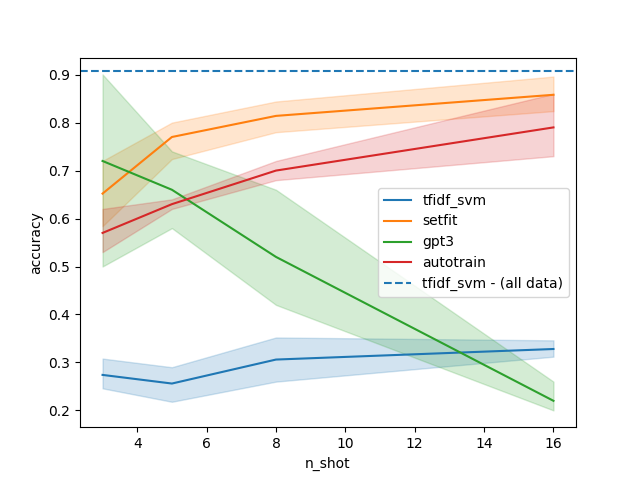 0.9
0.8
0.7
0.6
0.5
0.4
0.3
0.2
accuracy
4
6
8
10
12
14
16
n_shot
tfidf_svm
setfit
gpt3
autotrain
tfidf_svm - (all data)